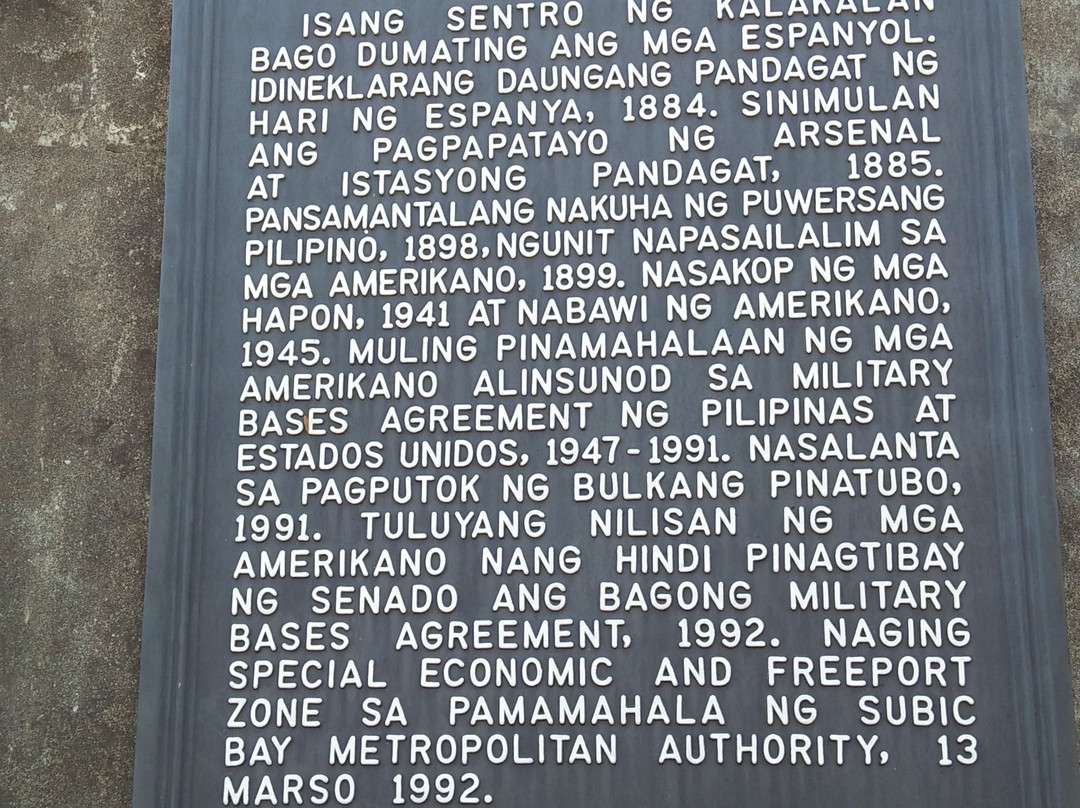 ISANG SENTRO NG KALAKALAN
BAGO DUMATING ANG MGA ESPANYOL.
IDINEKLARANG DAUNGANG PANDAGAT NG
HARI NG ESPANYA, 1884. SINIMULAN
ANG PAGPAPATAYO NG ARSENAL
AT ISTASYONG PANDAGAT, 1885.
PANSAMANTALANG NAKUHA NG PUWERSANG
PILIPINO, 1898, NGUNIT NAPASAILALIM SA
MGA AMERIKANO, 1899. NASAKOP NG MGA
HAPON, 1941 AT NABAWI NG AMERIKANO,
1945. MULING PINAMAHALAAN NG MGA
AMERIKANO ALINSUNOD SA MILITARY
BASES AGREEMENT NG PILIPINAS AT
ESTADOS UNIDOS, 1947-1991. NASALANTA
SA PAGPUTOK NG BULKANG PINATUBO,
1991. TULUYANG NILISAN NG MGA
AMERIKANO NANG HINDI PINAGTIBAY
NG SENADO ANG BAGONG MILITARY
BASES AGREEMENT, 1992. NAGING
SPECIAL ECONOMIC AND FREEPORT
ZONE SA PAMAMAHALA NG SUBIC
BAY METROPOLITAN AUTHORITY, 13
MARSO 1992.